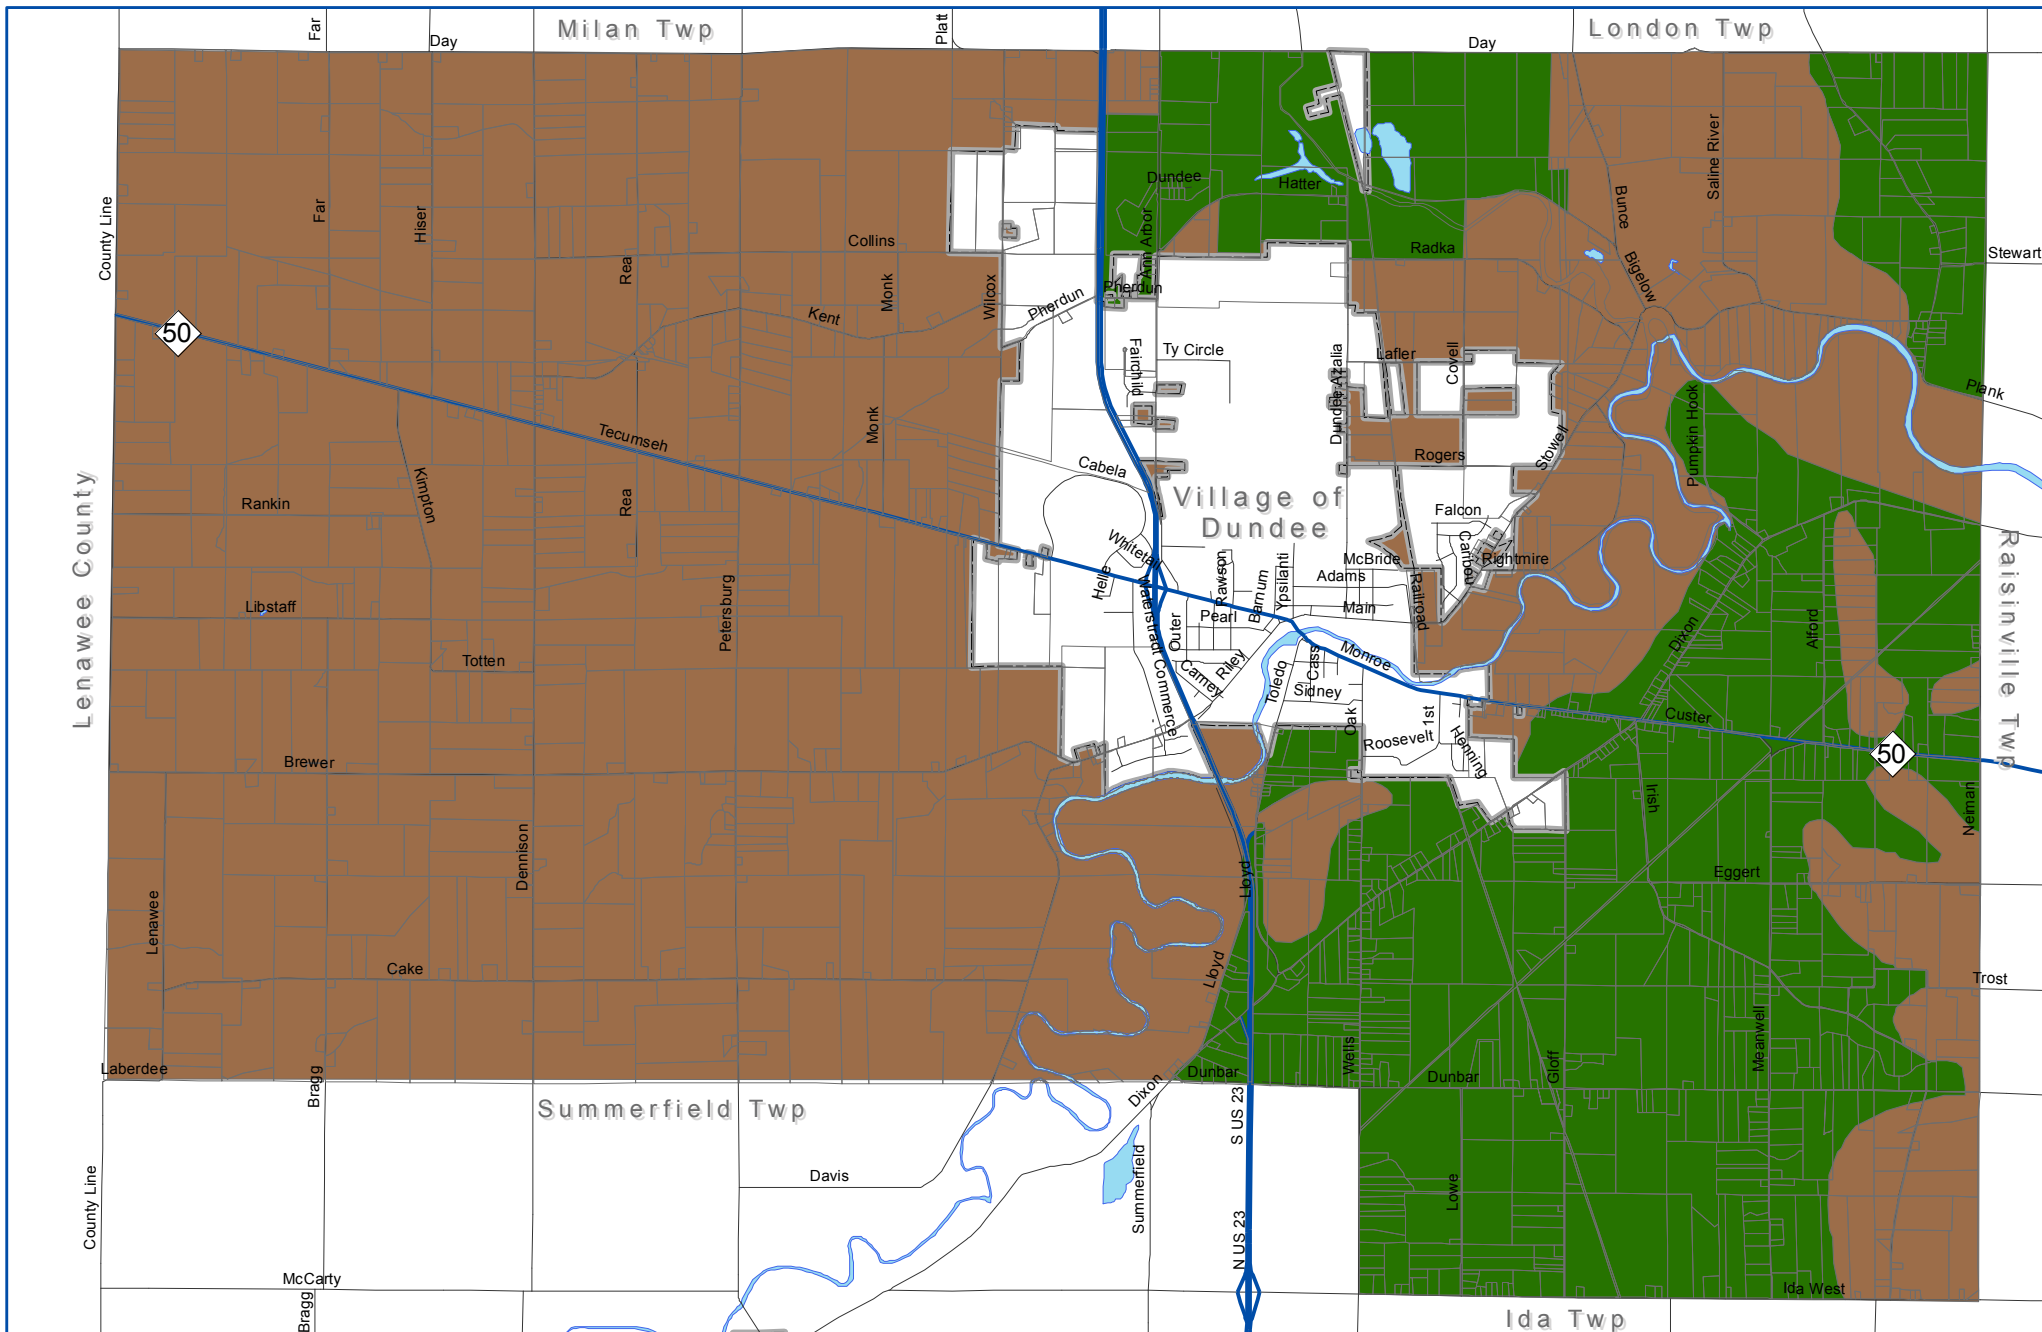 Far
Milan Twp
Platt
London Twp
Day
Day
County Line
Far
Hiser
Rea
Collins
Monk
Wilcox
Kent
Pherdun
Dundee
Ann Arbor
Pherdun
Hatter
Radka
Bunce
Bigelow
Saline River
Stewart
50
Ty Circle
Fairchild
Dundee Azalia
Lafler
Covell
Plank
Pumpkin Hook
Stowell
Rogers
Tecumseh
Monk
Cabela
Kimpton
Rankin
Rea
Lenawee County
Village of
Dundee
Falcon
Caribou
Rightmire
McBride
Adams
Main
Railroad
Whitetail
Helle
Waterstradt Commerce
Rawson
Barnum
Ypsilanti
Pearl
Outer
Carney
Riley
Toledo
Cass
Sidney
Monroe
Oak
Roosevelt
1st
Henning
Custer
Dixon
Alford
Raisinville Twp
50
Libstaff
Petersburg
Totten
Brewer
Irish
Neiman
Eggert
Dennison
Lenawee
Lloyd
Lloyd
Cake
Trost
Meanwell
Laberdee
Bragg
Dixon
Dunbar
Wells
Dunbar
Gloff
Summerfield Twp
S US 23
County Line
Davis
Summerfield
N US 23
Lowe
McCarty
Bragg
Ida West
Ida Twp